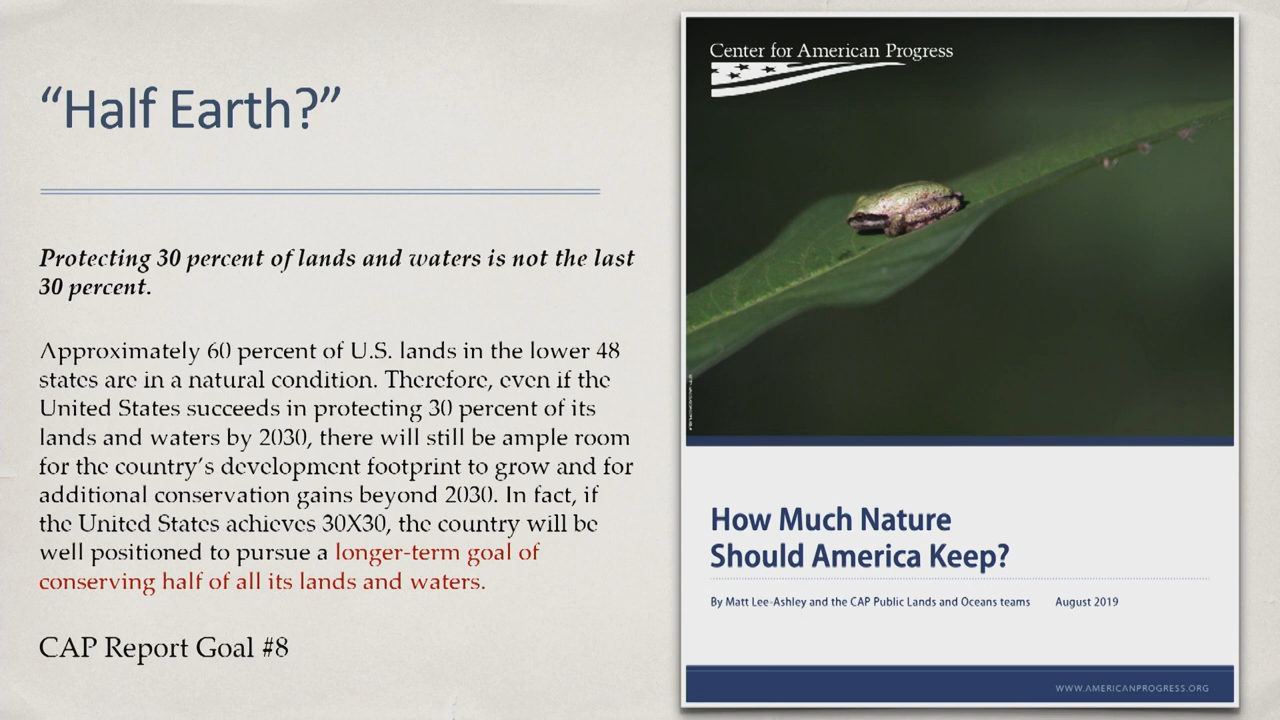 “Half Earth?”
Protecting 30 percent of lands and waters is not the last
30 percent.
Approximately 60 percent of U.S. lands in the lower 48
states are in a natural condition. Therefore, even if the
United States succeeds in protecting 30 percent of its
lands and waters by 2030, there will still be ample room
for the country’s development footprint to grow and for
additional conservation gains beyond 2030. In fact, if
the United States achieves 30X30, the country will be
well positioned to pursue a longer-term goal of
conserving half of all its lands and waters.
CAP Report Goal #8
Center for American Progress
How Much Nature
Should America Keep?
By Matt Lee-Ashley and the CAP Public Lands and Oceans teams August 2019
WWW.AMERICANPROGRESS.ORG